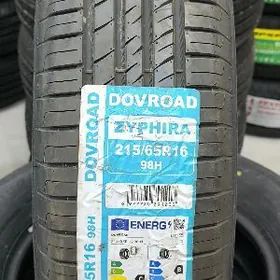 DOVROAD
ZYPHIRA
215/65R16
98H
DOVROAD
5R16 98H
ENERG